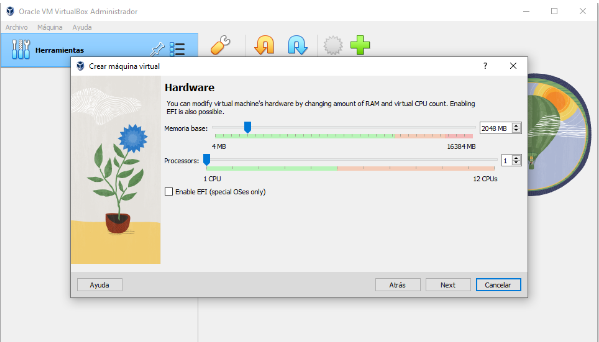 Oracle VM VirtualBox Administrador
Archivo Máquina Ayuda
Herramientas
Crear máquina virtual
Hardware
You can modify virtual machine's hardware by changing amount of RAM and virtual CPU count. Enabling
EFI is also possible.
Memoria base: 2048 MB
4 MB 16384 MB
Processors: 1
1 CPU 12 CPUs
Enable EFI (special OSes only)
Ayuda Atrás Next Cancelar